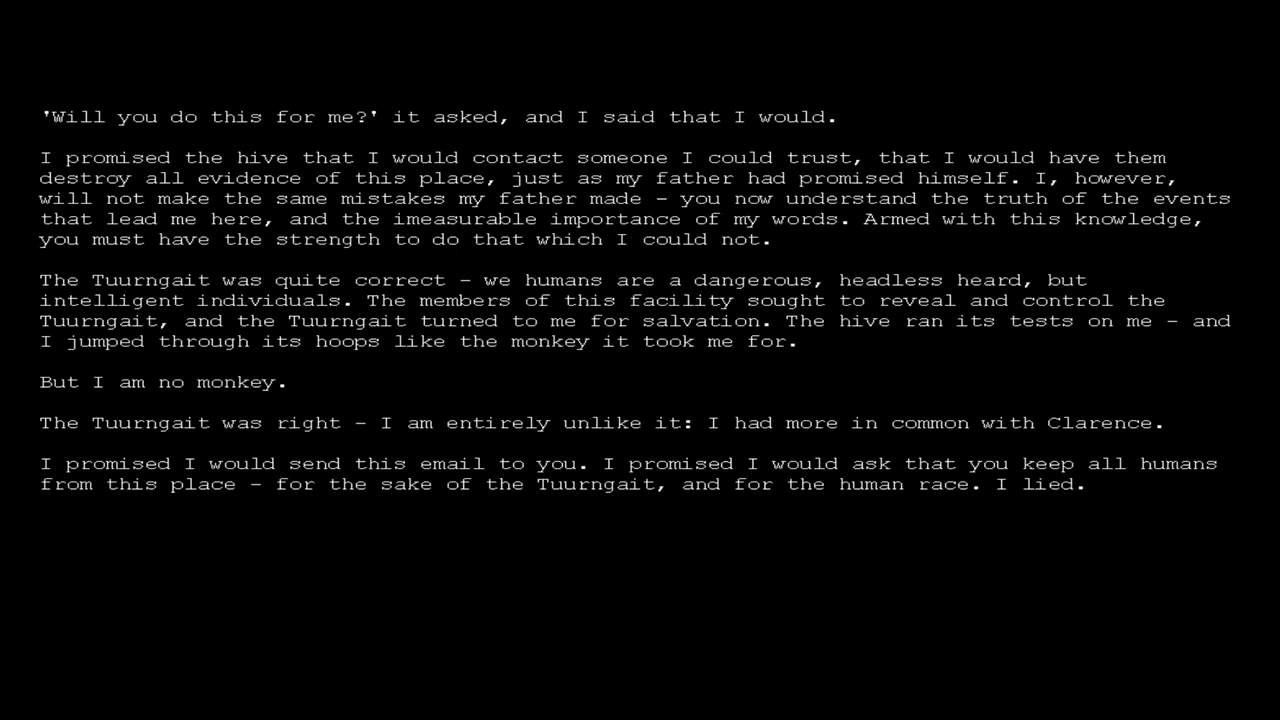 'Will you do this for me?' it asked, and I said that I would.
I promised the hive that I would contact someone I could trust, that I would have them
destroy all evidence of this place, just as my father had promised himself. I, however,
will not make the same mistakes my father made - you now understand the truth of the events
that lead me here, and the imeasurable importance of my words. Armed with this knowledge,
you must have the strength to do that which I could not.
The Tuurngait was quite correct - we humans are a dangerous, headless heard, but
intelligent individuals. The members of this facility sought to reveal and control the
Tuurngait, and the Tuurngait turned to me for salvation. The hive ran its tests on me - and
I jumped through its hoops like the monkey it took me for.
But I am no monkey.
The Tuurngait was right - I am entirely unlike it: I had more in common with Clarence.
I promised I would send this email to you. I promised I would ask that you keep all humans
from this place - for the sake of the Tuurngait, and for the human race. I lied.